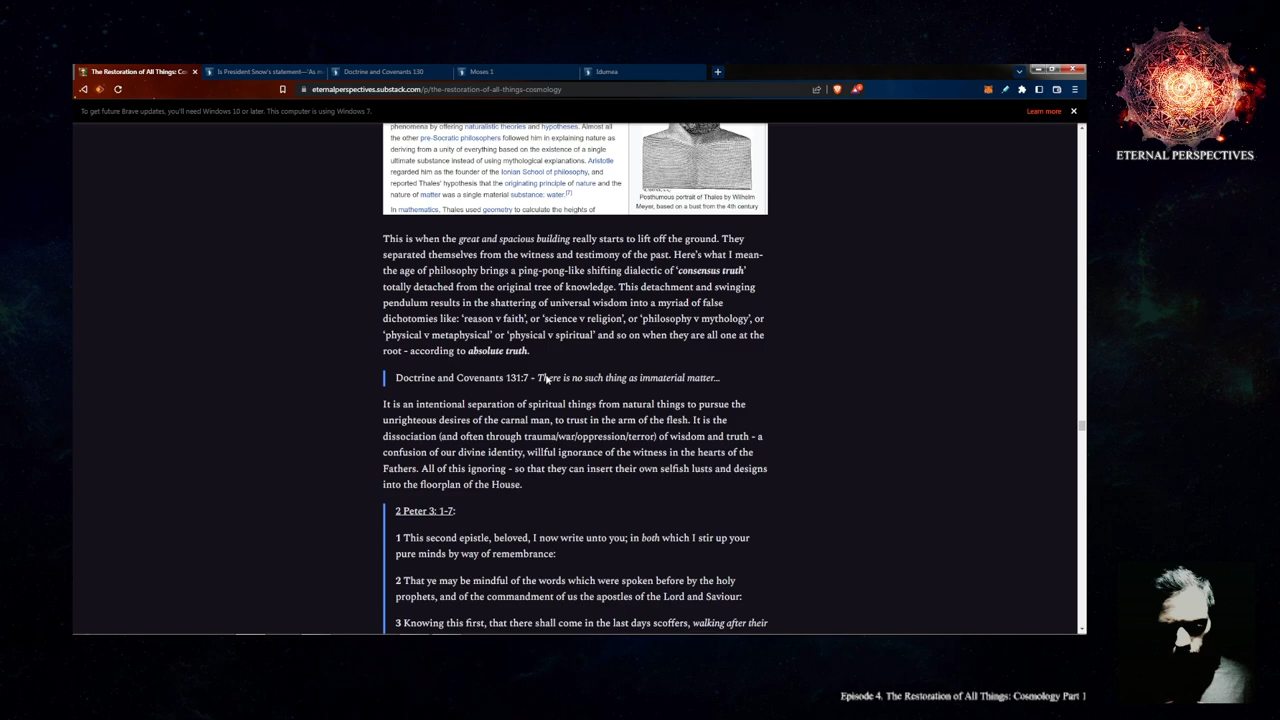 The Restoration of All Things: Co
Is President Snow's statement—'As m
Doctrine and Covenants 130
Moses 1
Idumea
eternalperspectives.substack.com/p/the-restoration-of-all-things-cosmology
To get future Brave updates, you'll need Windows 10 or later. This computer is using Windows 7.
Learn more
ETERNAL PERSPECTIVES
phenomena by offering naturalistic theories and hypotheses. Almost all
the other pre-Socratic philosophers followed him in explaining nature as
deriving from a unity of everything based on the existence of a single
ultimate substance instead of using mythological explanations. Aristotle
regarded him as the founder of the Ionian School of philosophy, and
reported Thales' hypothesis that the originating principle of nature and the
nature of matter was a single material substance: water.[7]
In mathematics, Thales used geometry to calculate the heights of
Posthumous portrait of Thales by Wilhelm
Meyer, based on a bust from the 4th century.
This is when the great and spacious building really starts to lift off the ground. They
separated themselves from the witness and testimony of the past. Here's what I mean-
the age of philosophy brings a ping-pong-like shifting dialectic of 'consensus truth'
totally detached from the original tree of knowledge. This detachment and swinging
pendulum results in the shattering of universal wisdom into a myriad of false
dichotomies like: 'reason v faith', or 'science v religion', or 'philosophy v mythology', or
'physical v metaphysical' or 'physical v spiritual' and so on when they are all one at the
root - according to absolute truth.
Doctrine and Covenants 131:7 - There is no such thing as immaterial matter...
It is an intentional separation of spiritual things from natural things to pursue the
unrighteous desires of the carnal man, to trust in the arm of the flesh. It is the
dissociation (and often through trauma/war/oppression/terror) of wisdom and truth - a
confusion of our divine identity, willful ignorance of the witness in the hearts of the
Fathers. All of this ignoring - so that they can insert their own selfish lusts and designs
into the floorplan of the House.
2 Peter 3: 1-7:
1 This second epistle, beloved, I now write unto you; in both which I stir up your
pure minds by way of remembrance:
2 That ye may be mindful of the words which were spoken before by the holy
prophets, and of the commandment of us the apostles of the Lord and Saviour:
3 Knowing this first, that there shall come in the last days scoffers, walking after their
Episode 4. The Restoration of All Things: Cosmology Part 1